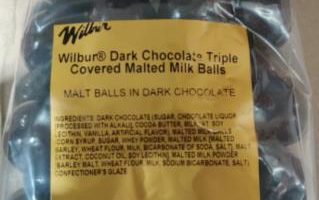 Wilbur
Wilbur® Dark Chocolate Triple
Covered Malted Milk Balls
MALT BALLS IN DARK CHOCOLATE
INGREDIENTS: DARK CHOCOLATE (SUGAR, CHOCOLATE LIQUOR
PROCESSED WITH ALKALI, COCOA BUTTER, MILK FAT, SOY
LECITHIN, VANILLA, ARTIFICIAL FLAVOR), MALTED MILK BALLS
CORN SYRUP, SUGAR, WHEY POWDER, MALTED MILK (MALTED
BARLEY, WHEAT FLOUR, MILK, BICARBONATE OF SODA, SALT), MALT
EXTRACT, COCONUT OIL, SOY LECITHIN), MALTED MILK POWDER
BARLEY MALT, WHEAT FLOUR, MILK, SODIUM BICARBONATE, SALT)
CONFECTIONER'S GLAZE